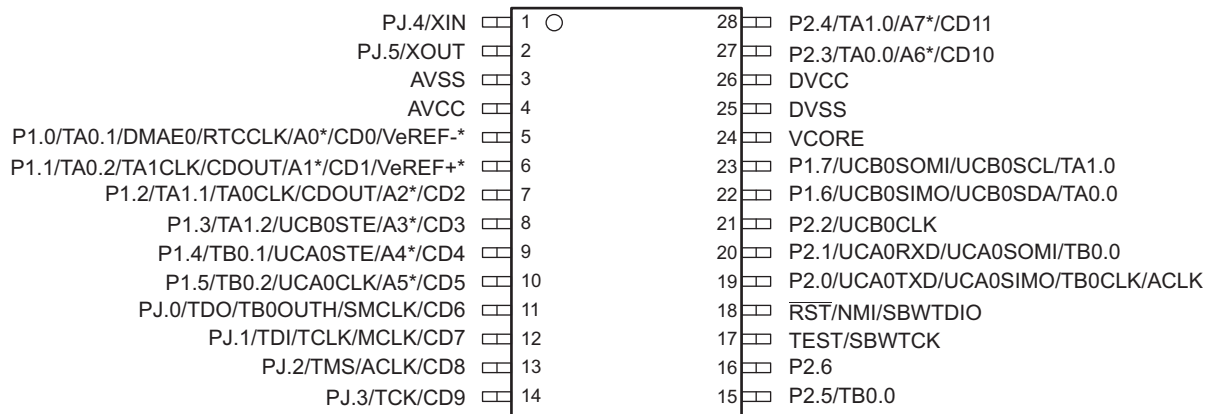 PJ.4/XIN 1 28 P2.4/TA1.0/A7*/CD11
PJ.5/XOUT 2 27 P2.3/TA0.0/A6*/CD10
AVSS 3 26 DVCC
AVCC 4 25 DVSS
P1.0/TA0.1/DMAE0/RTCCLK/A0*/CD0/VeREF-* 5 24 VCORE
P1.1/TA0.2/TA1CLK/CDOUT/A1*/CD1/VeREF+* 6 23 P1.7/UCB0SOMI/UCB0SCL/TA1.0
P1.2/TA1.1/TA0CLK/CDOUT/A2*/CD2 7 22 P1.6/UCB0SIMO/UCB0SDA/TA0.0
P1.3/TA1.2/UCB0STE/A3*/CD3 8 21 P2.2/UCB0CLK
P1.4/TB0.1/UCA0STE/A4*/CD4 9 20 P2.1/UCA0RXD/UCA0SOMI/TB0.0
P1.5/TB0.2/UCA0CLK/A5*/CD5 10 19 P2.0/UCA0TXD/UCA0SIMO/TB0CLK/ACLK
PJ.0/TDO/TB0OUTH/SMCLK/CD6 11 18 RST/NMI/SBWTDIO
PJ.1/TDI/TCLK/MCLK/CD7 12 17 TEST/SBWTCK
PJ.2/TMS/ACLK/CD8 13 16 P2.6
PJ.3/TCK/CD9 14 15 P2.5/TB0.0